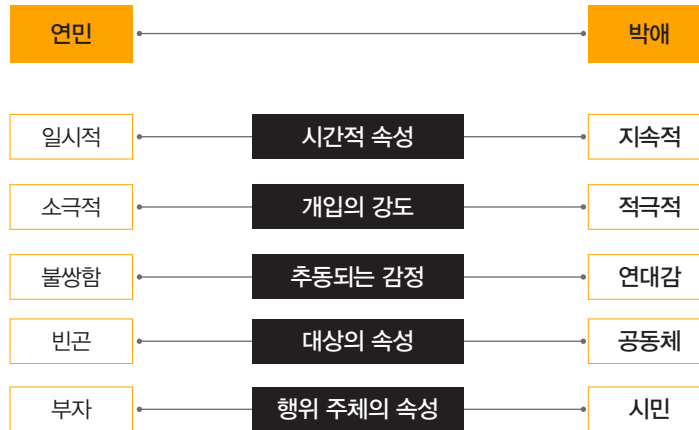 연민 박애
일시적 시간적 속성 지속적
소극적 개입의 강도 적극적
불쌍함 추동되는 감정 연대감
빈곤 대상의 속성 공동체
부자 행위 주체의 속성 시민